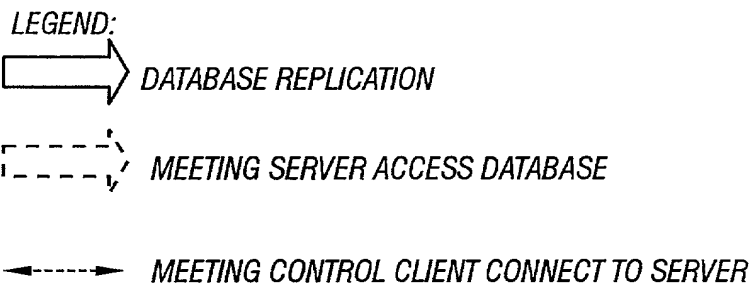 LEGEND:
DATABASE REPLICATION
MEETING SERVER ACCESS DATABASE
MEETING CONTROL CLIENT CONNECT TO SERVER